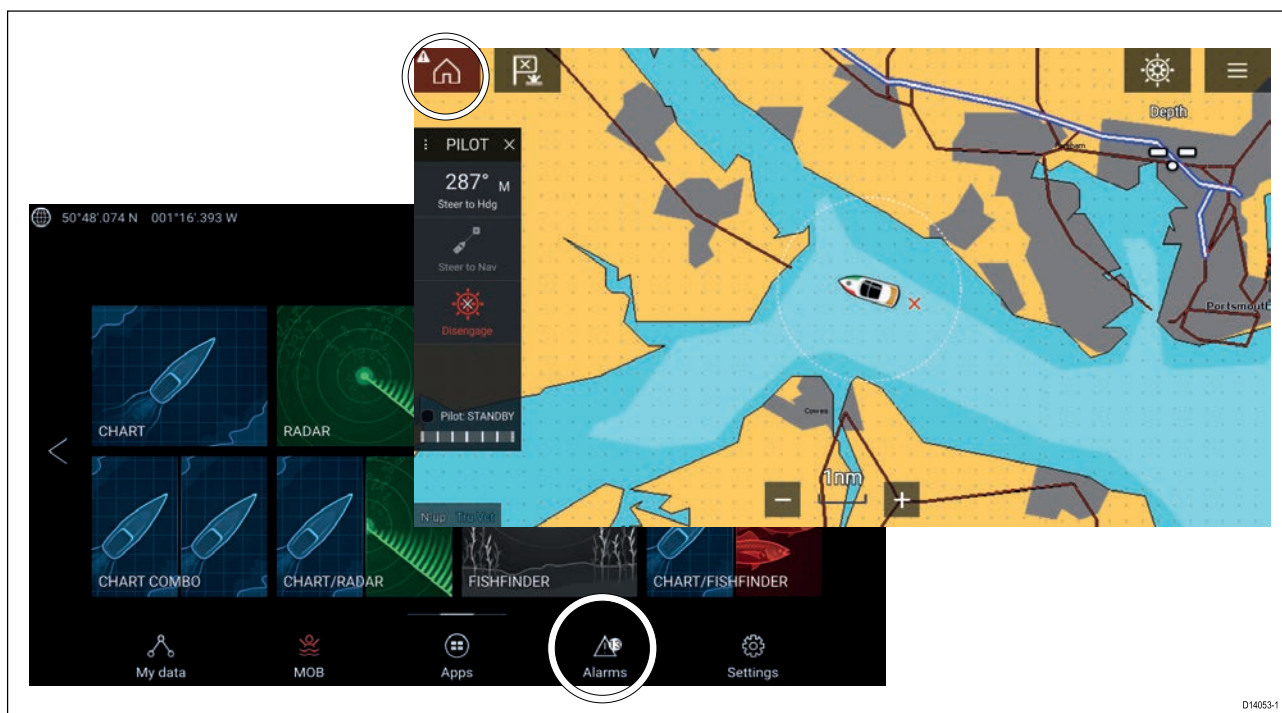 Depth
PILOT
287° M
Steer to Hdg
Steer to Nav
Disengage
Pilot: STANDBY
Portsmouth
Cowes
1nm
N-up Tru Vct
50°48'.074 N 001°16'.393 W
CHART
RADAR
CHART COMBO
CHART/RADAR
FISHFINDER
CHART/FISHFINDER
My data
MOB
Apps
13
Alarms
Settings
D14053-1